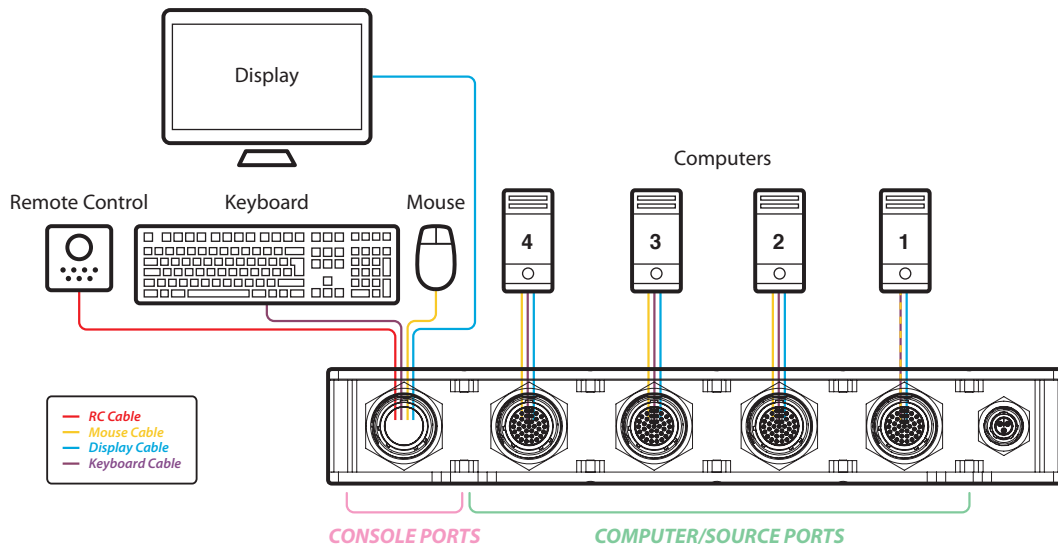 Display
Computers
Remote Control
Keyboard
Mouse
4
3
2
1
RC Cable
Mouse Cable
Display Cable
Keyboard Cable
CONSOLE PORTS
COMPUTER/SOURCE PORTS